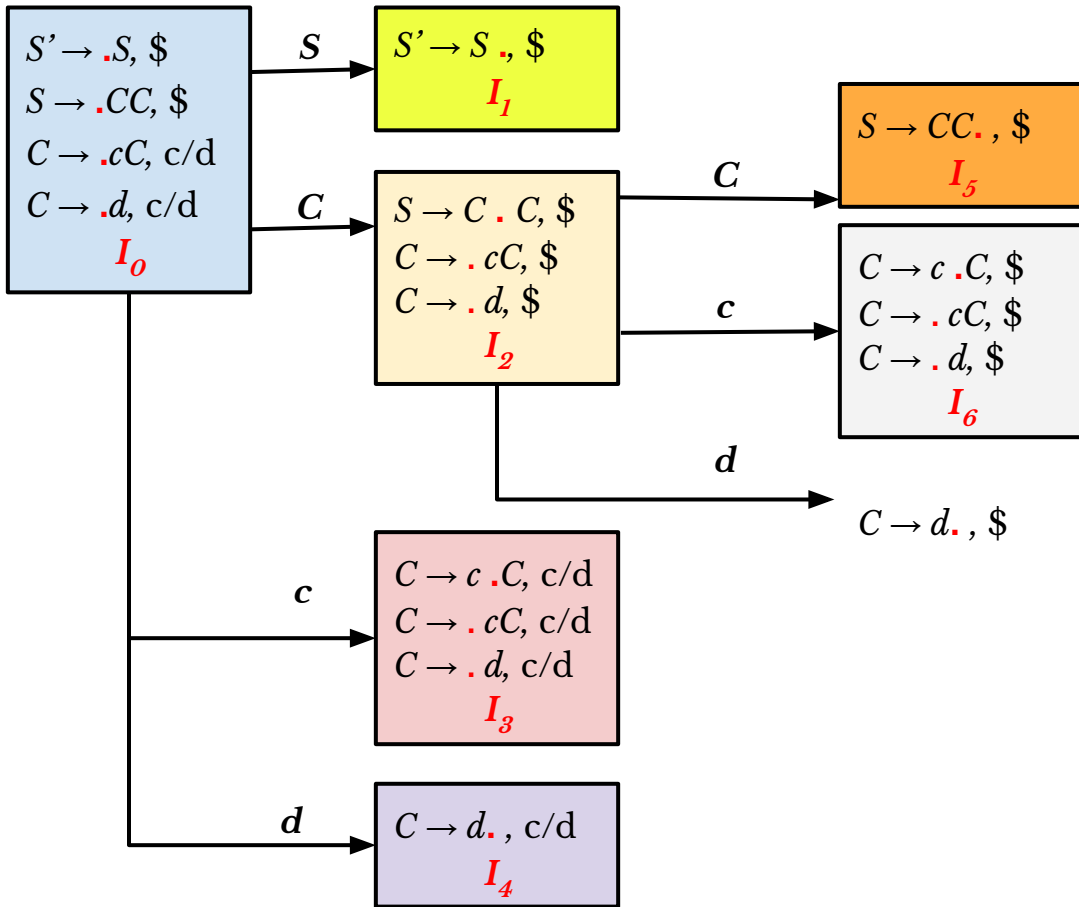 S’ → .S, $
S → .CC, $
C → .cC, c/d
C → .d, c/d
I0
S
S’ → S ., $
I1
C
S → C . C, $
C → . cC, $
C → . d, $
I2
C
S → CC. , $
I5
c
C → c .C, $
C → . cC, $
C → . d, $
I6
d
C → d. , $
c
C → c .C, c/d
C → . cC, c/d
C → . d, c/d
I3
d
C → d. , c/d
I4